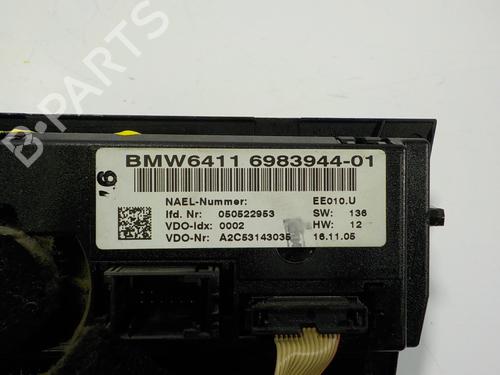 B-PARTS
16
BMW6411 6983944-01
NAEL-Nummer: EE010.U
lfd. Nr: 050522953 SW: 136
VDO-Idx: 0002 HW: 12
VDO-Nr: A2C53143035 16.11.05